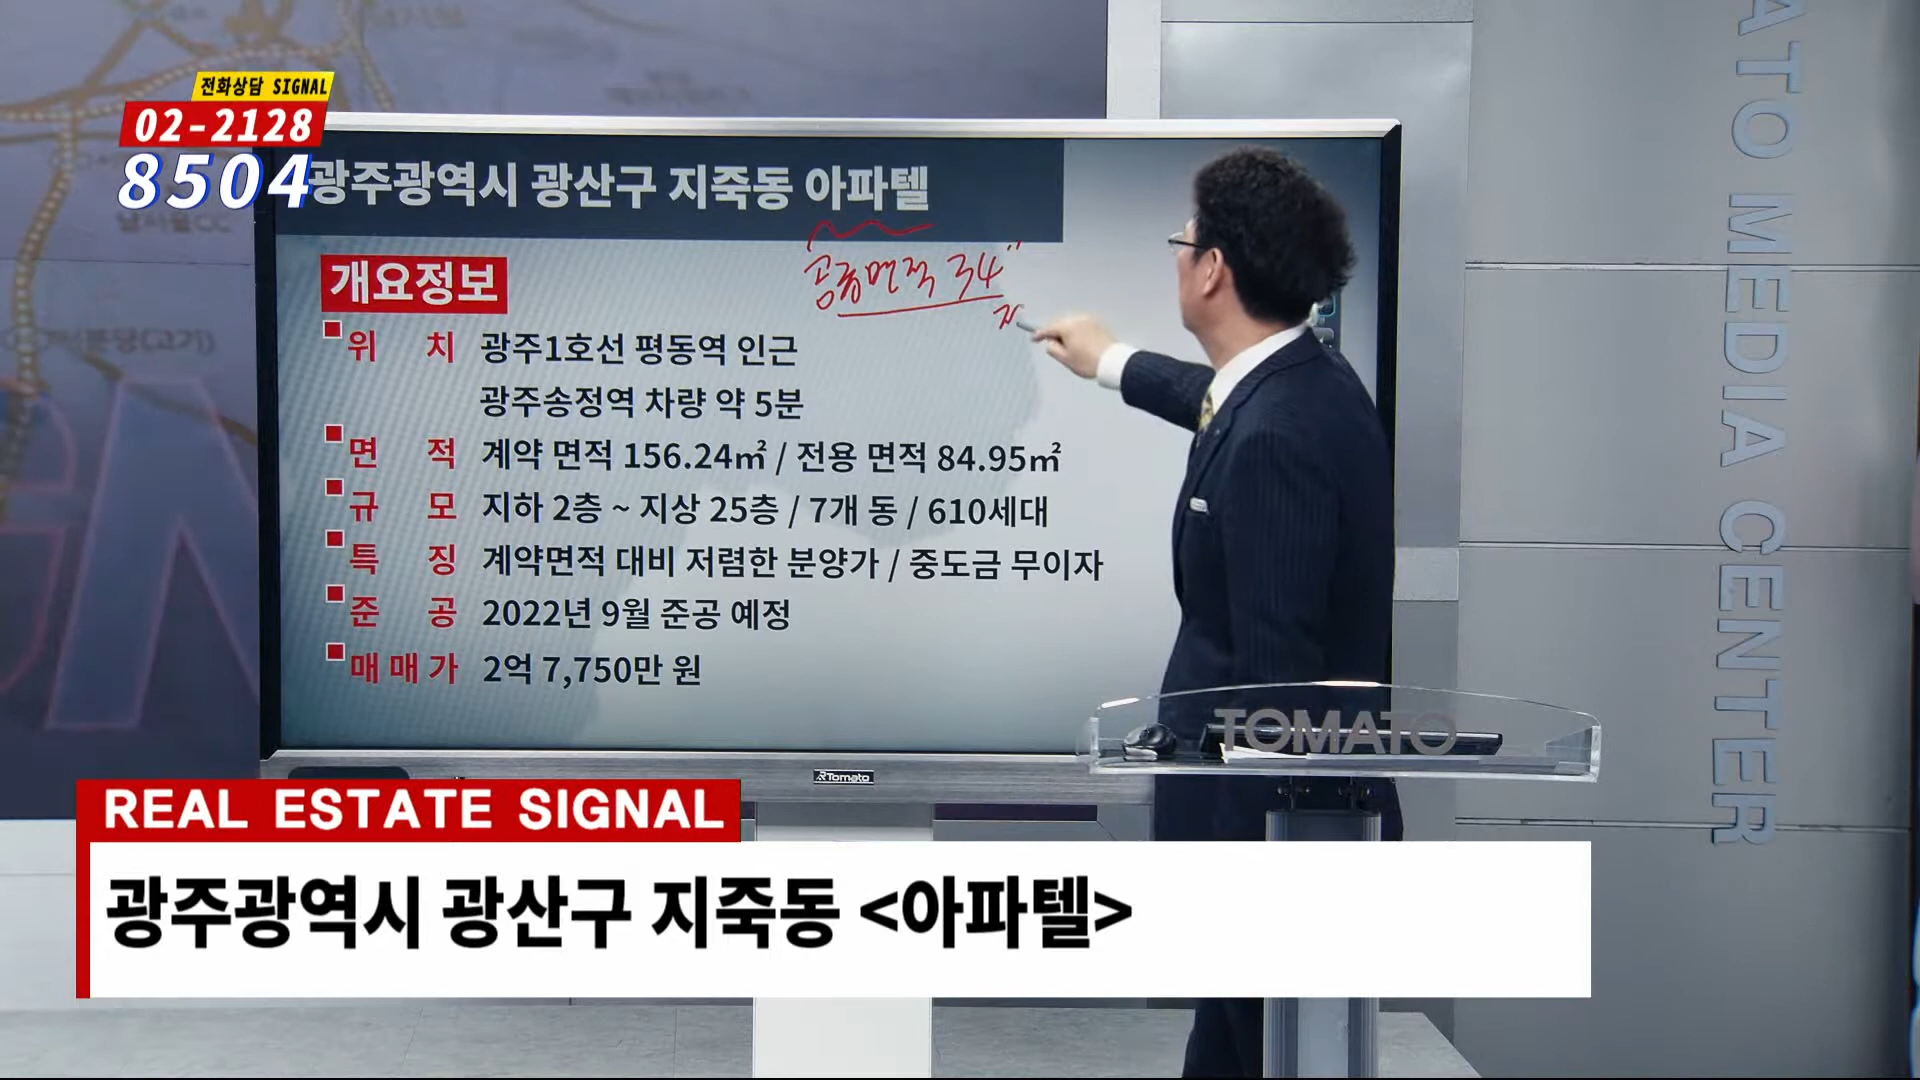 전화상담 SIGNAL
02-2128
8504
광주광역시 광산구 지죽동 아파텔
공용면적 34"
개요정보
위 치 광주1호선 평동역 인근
광주송정역 차량 약 5분
면 적 계약 면적 156.24㎡ / 전용 면적 84.95㎡
규 모 지하 2층 ~ 지상 25층 / 7개 동 / 610세대
특 징 계약면적 대비 저렴한 분양가 / 중도금 무이자
준 공 2022년 9월 준공 예정
매매가 2억 7,750만 원
TOMATO
RTomato
ATO MEDIA CENTER
REAL ESTATE SIGNAL
광주광역시 광산구 지죽동 <아파텔>